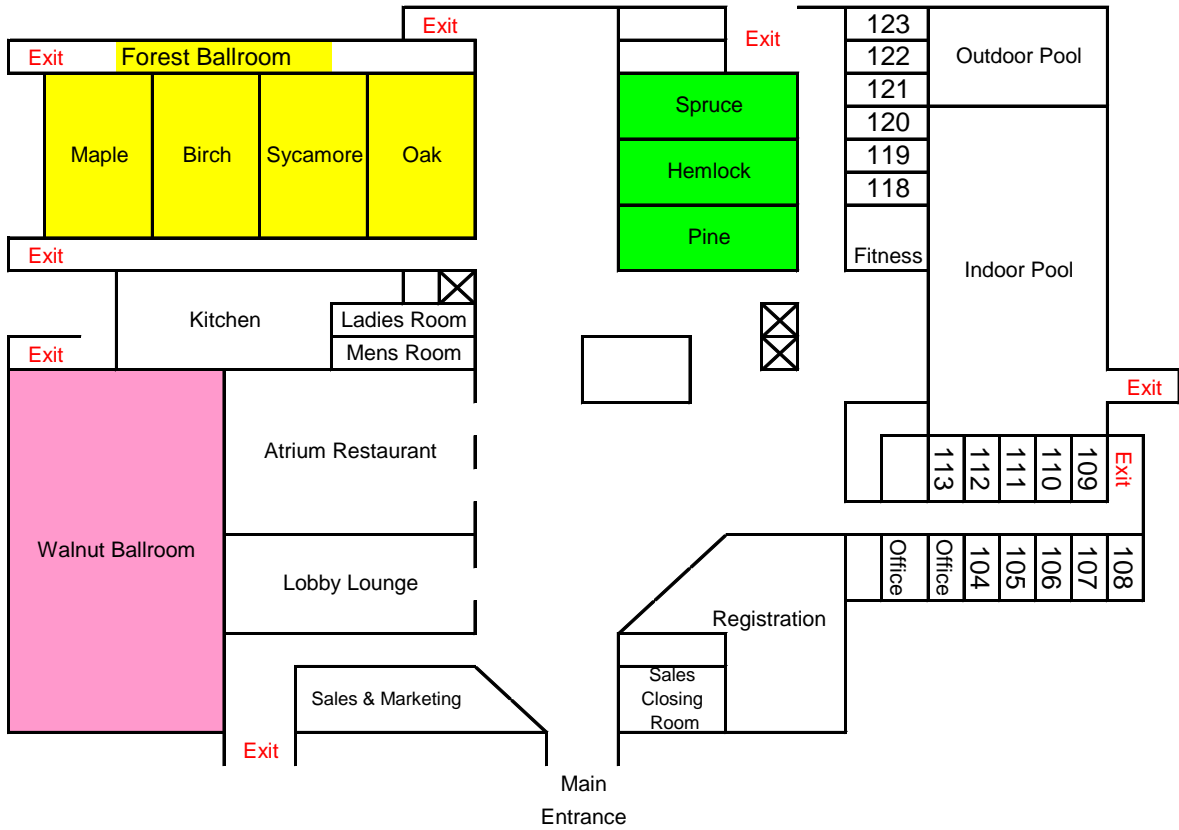 Exit
123
Exit
Exit
Forest Ballroom
122
Outdoor Pool
121
Spruce
120
Maple
Birch
Sycamore
Oak
119
Hemlock
118
Pine
Exit
Fitness
Indoor Pool
Kitchen
Ladies Room
Mens Room
Exit
Exit
Atrium Restaurant
113
112
111
110
109
Exit
Walnut Ballroom
Lobby Lounge
Office
Office
104
105
106
107
108
Registration
Sales & Marketing
Sales
Closing
Room
Exit
Main
Entrance